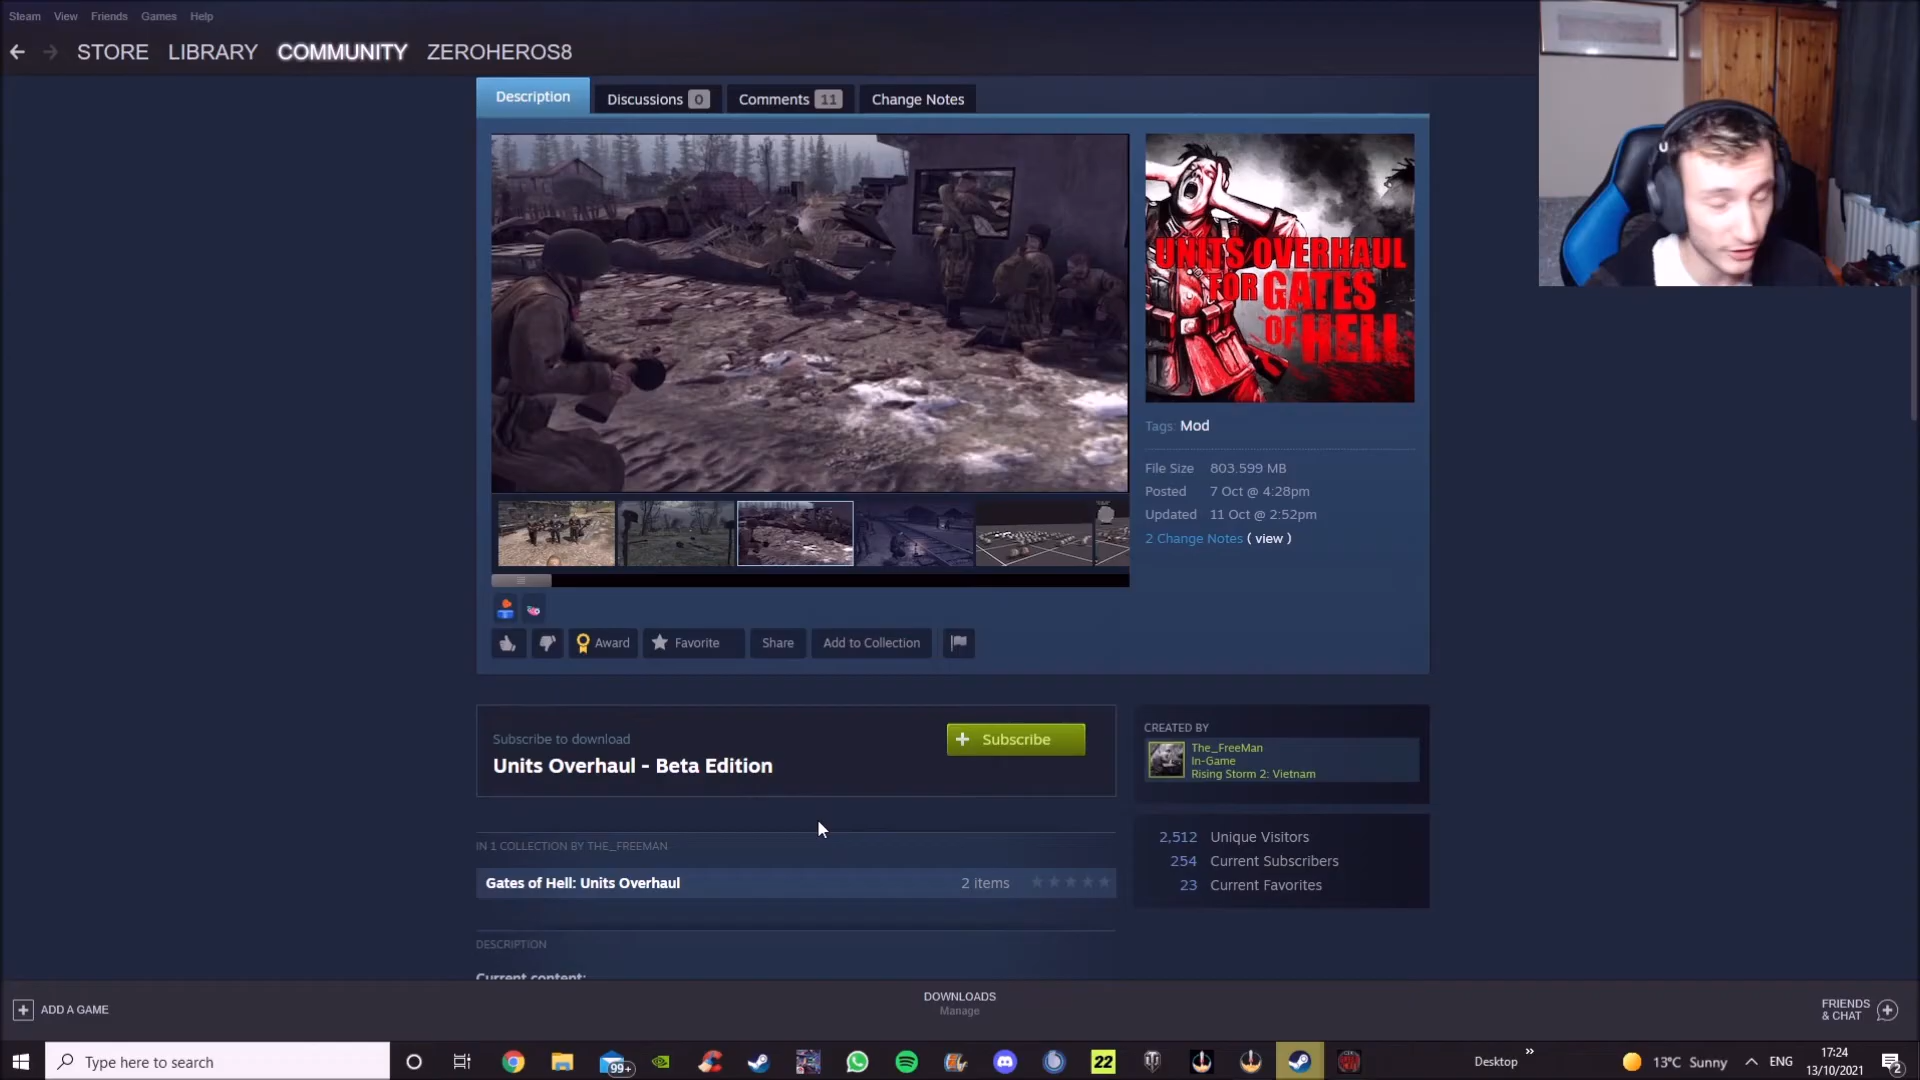 Steam View Friends Games Help
STORE LIBRARY COMMUNITY ZEROHEROS8
Description Discussions 0 Comments 11 Change Notes
UNITS OVERHAUL
FOR GATES
OF HELL
Tags: Mod
File Size 803.599 MB
Posted 7 Oct @ 4:28pm
Updated 11 Oct @ 2:52pm
2 Change Notes ( view )
Award Favorite Share Add to Collection
Subscribe to download
Units Overhaul - Beta Edition
+ Subscribe
CREATED BY
The_FreeMan
In-Game
Rising Storm 2: Vietnam
2,512 Unique Visitors
254 Current Subscribers
23 Current Favorites
IN 1 COLLECTION BY THE_FREEMAN
Gates of Hell: Units Overhaul 2 items
DESCRIPTION
Current content:
+ ADD A GAME
DOWNLOADS
Manage
FRIENDS
& CHAT +
Type here to search
99+
22
Desktop »
13°C Sunny
ENG
17:24
13/10/2021
2